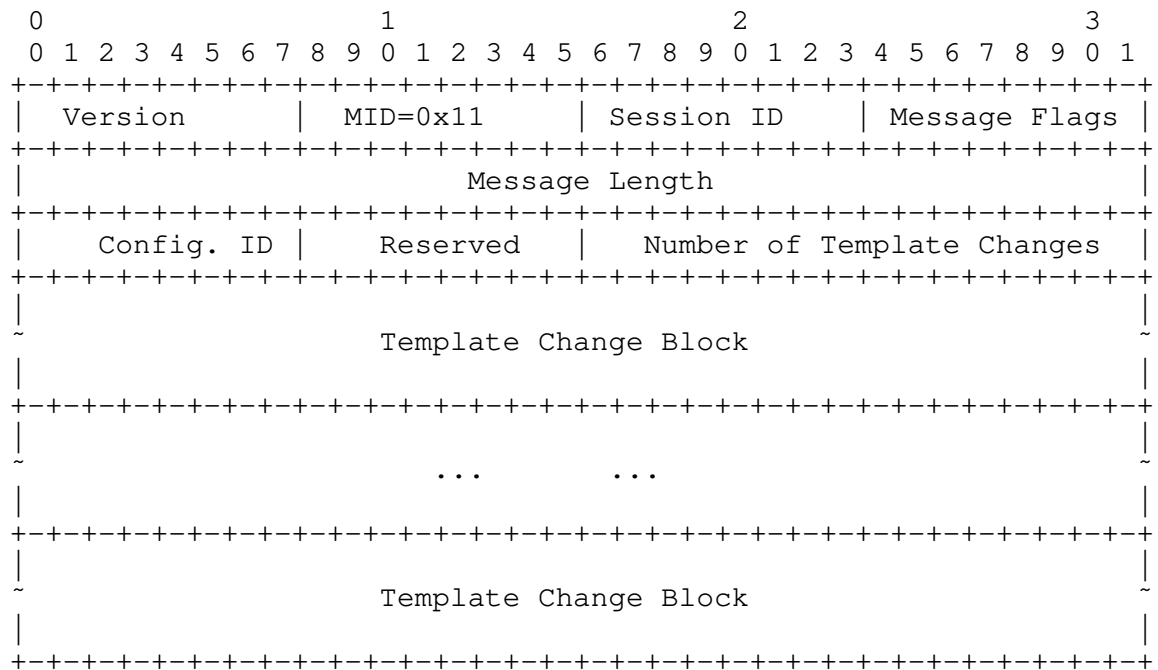 0                   1                   2                   3
 0 1 2 3 4 5 6 7 8 9 0 1 2 3 4 5 6 7 8 9 0 1 2 3 4 5 6 7 8 9 0 1
+-+-+-+-+-+-+-+-+-+-+-+-+-+-+-+-+-+-+-+-+-+-+-+-+-+-+-+-+-+-+-+-+
|  Version      |  MID=0x11     | Session ID    | Message Flags |
+-+-+-+-+-+-+-+-+-+-+-+-+-+-+-+-+-+-+-+-+-+-+-+-+-+-+-+-+-+-+-+-+
|                         Message Length                        |
+-+-+-+-+-+-+-+-+-+-+-+-+-+-+-+-+-+-+-+-+-+-+-+-+-+-+-+-+-+-+-+-+
|    Config. ID |    Reserved   |   Number of Template Changes  |
+-+-+-+-+-+-+-+-+-+-+-+-+-+-+-+-+-+-+-+-+-+-+-+-+-+-+-+-+-+-+-+-+
|                                                               |
~                    Template Change Block                      ~
|                                                               |
+-+-+-+-+-+-+-+-+-+-+-+-+-+-+-+-+-+-+-+-+-+-+-+-+-+-+-+-+-+-+-+-+
|                                                               |
~                       ...       ...                           ~
|                                                               |
+-+-+-+-+-+-+-+-+-+-+-+-+-+-+-+-+-+-+-+-+-+-+-+-+-+-+-+-+-+-+-+-+
|                                                               |
~                    Template Change Block                      ~
|                                                               |
+-+-+-+-+-+-+-+-+-+-+-+-+-+-+-+-+-+-+-+-+-+-+-+-+-+-+-+-+-+-+-+-+